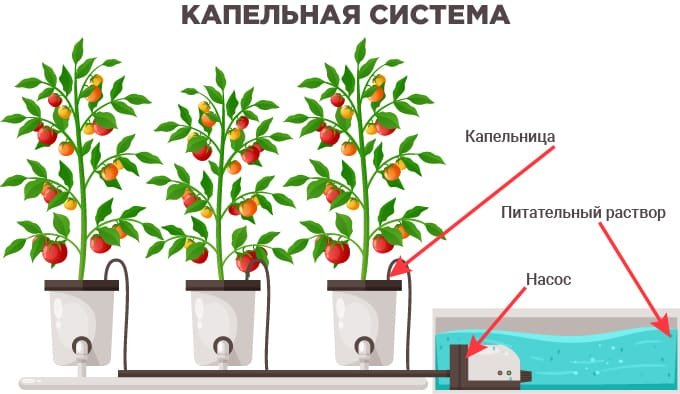 КАПЕЛЬНАЯ СИСТЕМА
Капельница
Питательный раствор
Насос